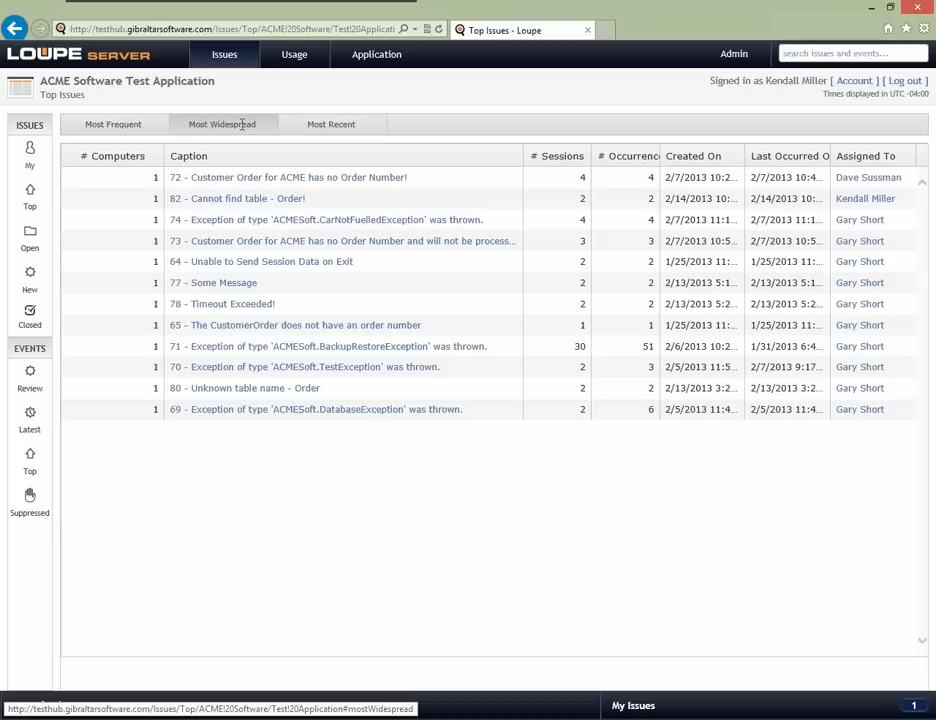 http://testhub.gibraltarsoftware.com/Issues/Top/ACME!20Software/Test!20Applicati
Top Issues - Loupe
LOUPE SERVER
Issues
Usage
Application
Admin
search issues and events...
ACME Software Test Application
Top Issues
Signed in as Kendall Miller [ Account ] [ Log out ]
Times displayed in UTC -04:00
ISSUES
My
Top
Open
New
Closed
EVENTS
Review
Latest
Top
Suppressed
Most Frequent
Most Widespread
Most Recent
# Computers Caption # Sessions # Occurrenc Created On Last Occurred O Assigned To
1 72 - Customer Order for ACME has no Order Number! 4 4 2/7/2013 10:2... 2/7/2013 10:4... Dave Sussman
1 82 - Cannot find table - Order! 2 2 2/14/2013 10:... 2/14/2013 10:... Kendall Miller
1 74 - Exception of type 'ACMESoft.CarNotFuelledException' was thrown. 4 4 2/7/2013 11:1... 2/7/2013 11:1... Gary Short
1 73 - Customer Order for ACME has no Order Number and will not be process... 3 3 2/7/2013 10:5... 2/7/2013 10:5... Gary Short
1 64 - Unable to Send Session Data on Exit 2 2 1/25/2013 11:... 1/25/2013 11:... Gary Short
1 77 - Some Message 2 2 2/13/2013 5:1... 2/13/2013 5:1... Gary Short
1 78 - Timeout Exceeded! 2 2 2/13/2013 5:2... 2/13/2013 5:2... Gary Short
1 65 - The CustomerOrder does not have an order number 1 1 1/25/2013 11:... 1/25/2013 11:... Gary Short
1 71 - Exception of type 'ACMESoft.BackupRestoreException' was thrown. 30 51 2/6/2013 10:2... 1/31/2013 6:4... Gary Short
1 70 - Exception of type 'ACMESoft.TestException' was thrown. 2 3 2/5/2013 11:5... 2/7/2013 9:17... Gary Short
1 80 - Unknown table name - Order 2 2 2/13/2013 3:2... 2/13/2013 3:2... Gary Short
1 69 - Exception of type 'ACMESoft.DatabaseException' was thrown. 2 6 2/5/2013 11:4... 2/5/2013 11:4... Gary Short
http://testhub.gibraltarsoftware.com/Issues/Top/ACME!20Software/Test!20Application#mostWidespread
My Issues
1